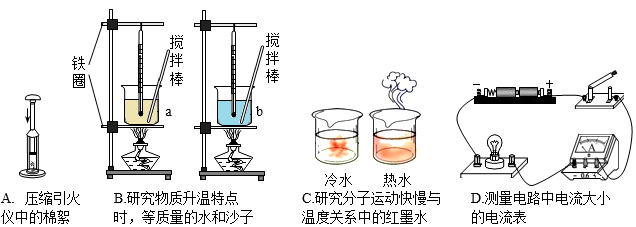 铁圈
搅拌棒
搅拌棒
a
b
冷水
热水
- +
A
- 0.6 3
A. 压缩引火
仪中的棉絮
B.研究物质升温特点
时，等质量的水和沙子
C.研究分子运动快慢与
温度关系中的红墨水
D.测量电路中电流大小
的电流表